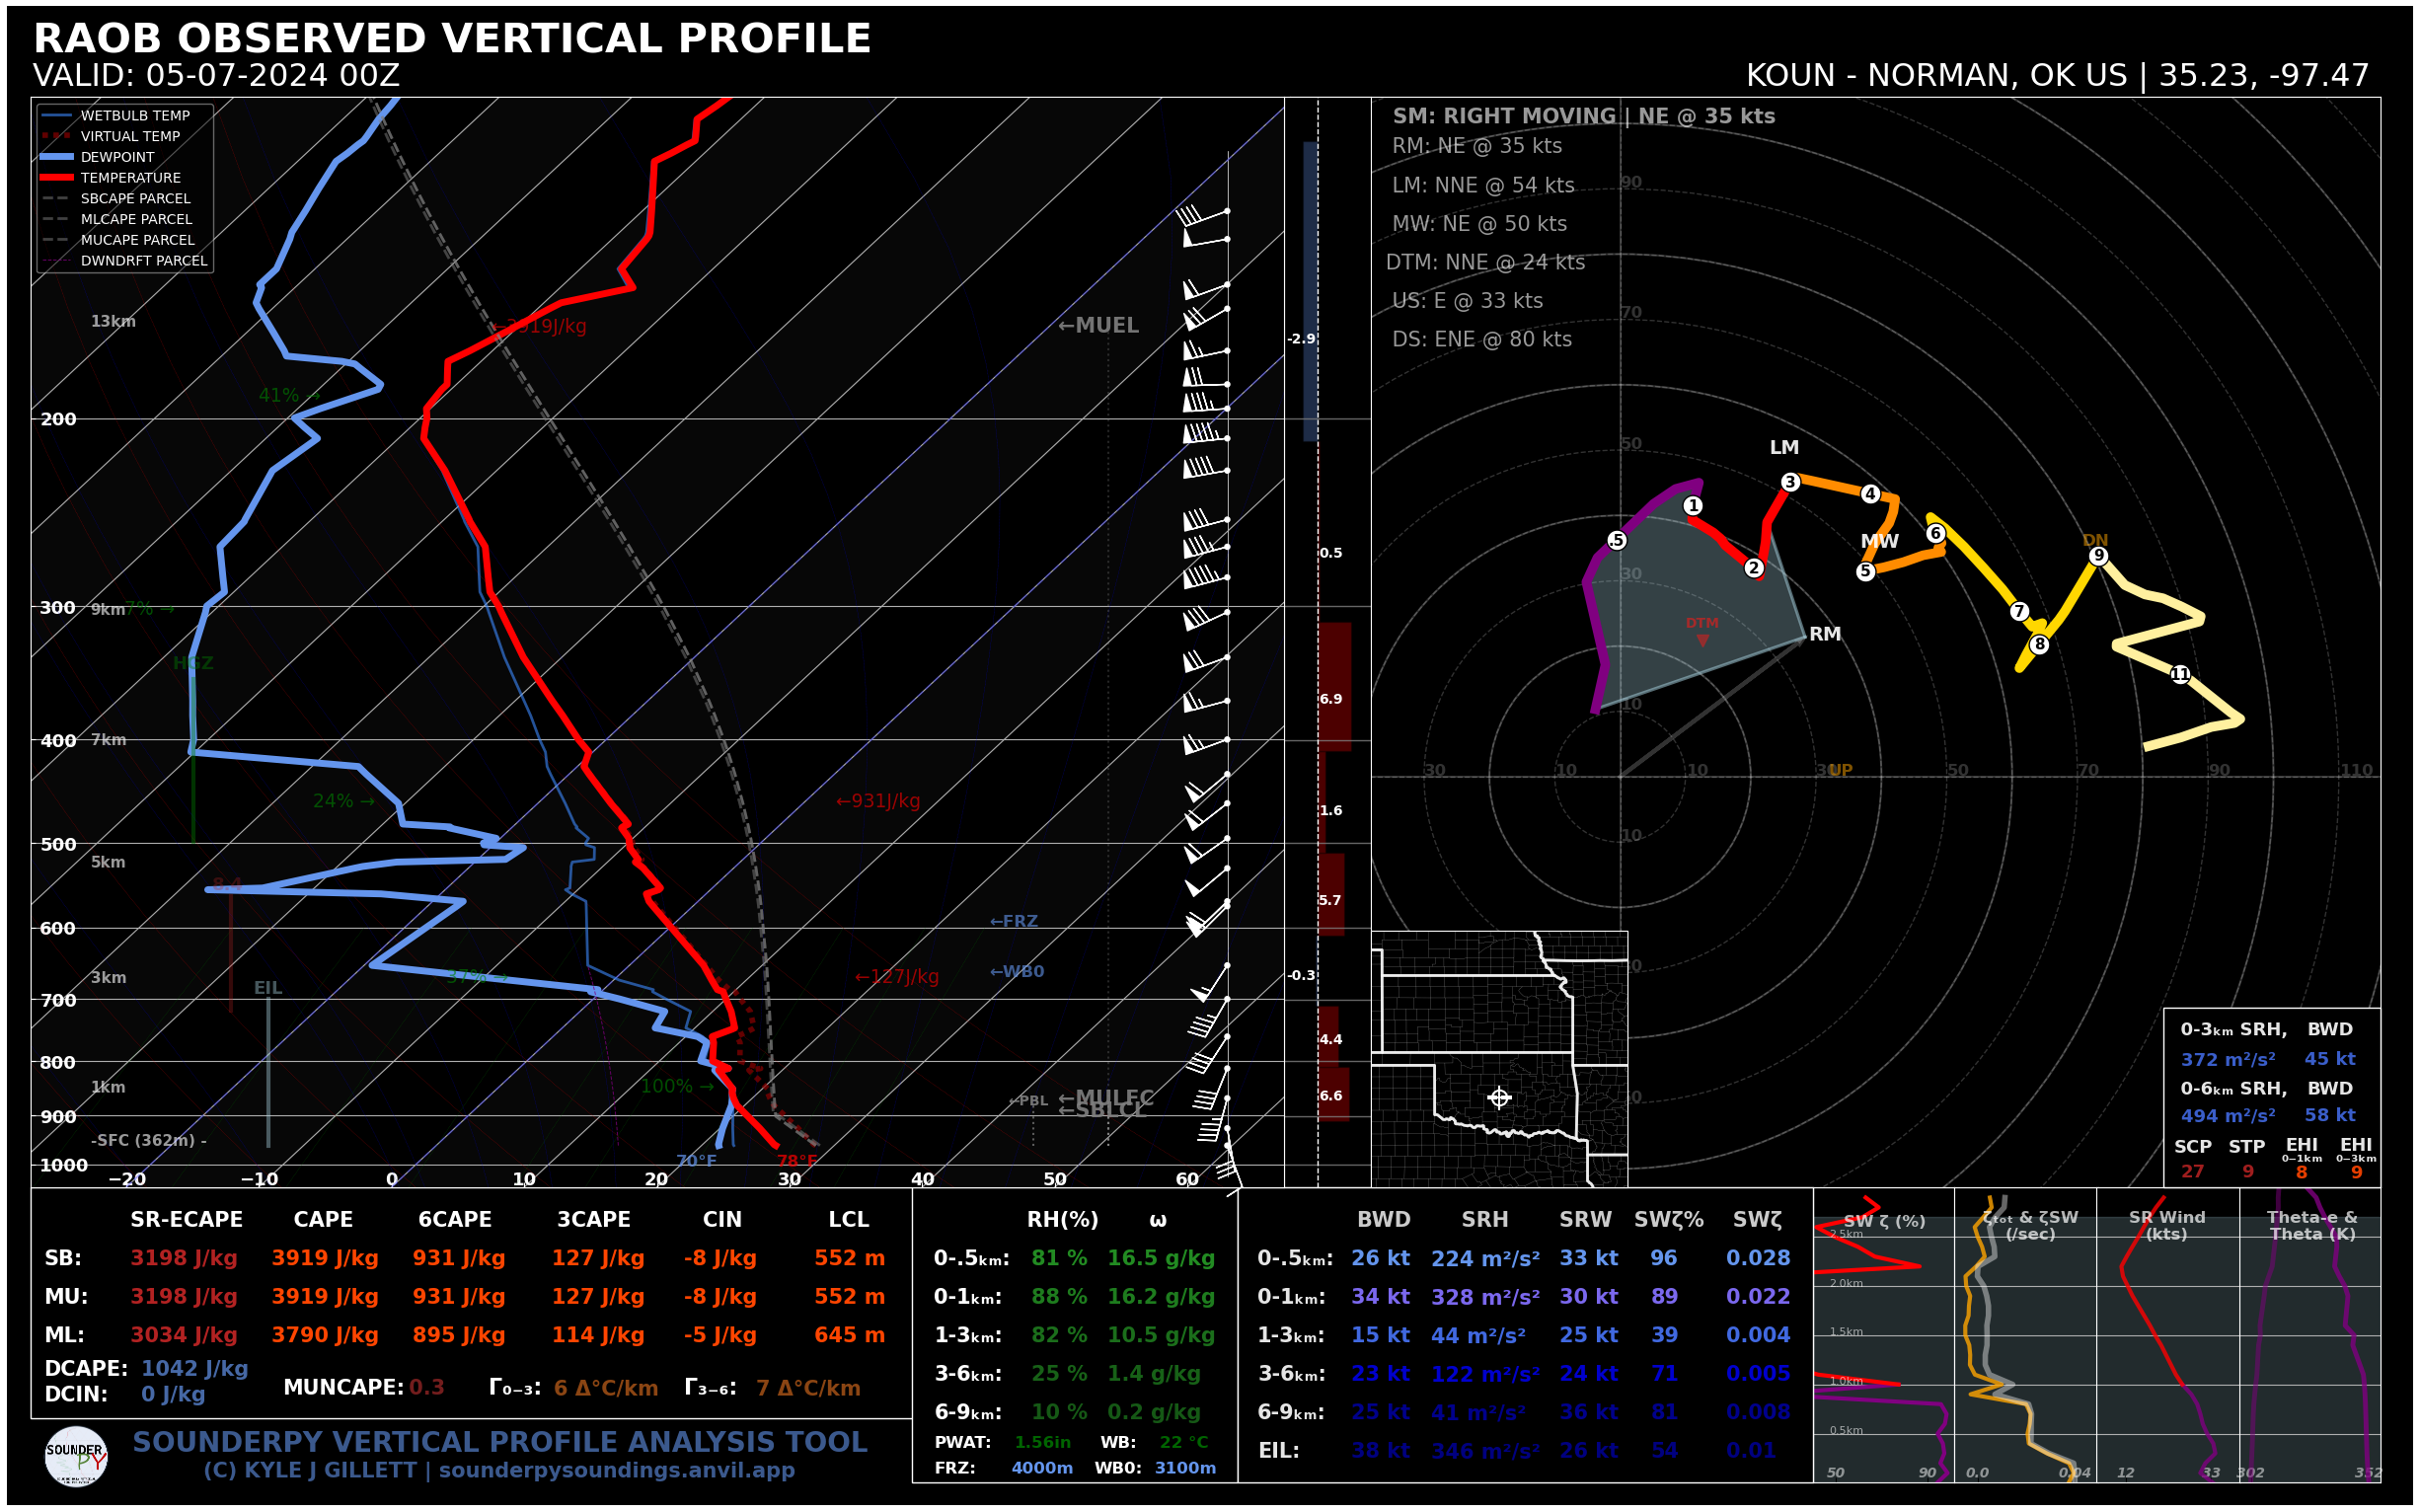 RAOB OBSERVED VERTICAL PROFILE
VALID: 05-07-2024 00Z
KOUN - NORMAN, OK US | 35.23, -97.47
WETBULB TEMP
VIRTUAL TEMP
DEWPOINT
TEMPERATURE
SBCAPE PARCEL
MLCAPE PARCEL
MUCAPE PARCEL
DWNDRFT PARCEL
13km
←3919J/kg
←MUEL
41% →
200
300
9km
7% →
HGZ
400
7km
24% →
←931J/kg
500
5km
8.4
600
←FRZ
3km
37% →
←127J/kg
←WB0
EIL
700
800
1km
100% →
←PBL
←MULFC
←SBLCL
900
-SFC (362m) -
70°F
78°F
1000
−20 −10 0 10 20 30 40 50 60
-2.9
0.5
6.9
1.6
5.7
-0.3
4.4
6.6
SM: RIGHT MOVING | NE @ 35 kts
RM: NE @ 35 kts
LM: NNE @ 54 kts
MW: NE @ 50 kts
DTM: NNE @ 24 kts
US: E @ 33 kts
DS: ENE @ 80 kts
90
70
50
30
10
30 10 10 30 50 70 90 110
10
LM
MW
RM
DTM
DN
UP
.5 1 2 3 4 5 6 7 8 9 11
0-3km SRH, BWD
372 m²/s² 45 kt
0-6km SRH, BWD
494 m²/s² 58 kt
SCP STP EHI EHI
0-1km 0-3km
27 9 8 9
SR-ECAPE CAPE 6CAPE 3CAPE CIN LCL
SB: 3198 J/kg 3919 J/kg 931 J/kg 127 J/kg -8 J/kg 552 m
MU: 3198 J/kg 3919 J/kg 931 J/kg 127 J/kg -8 J/kg 552 m
ML: 3034 J/kg 3790 J/kg 895 J/kg 114 J/kg -5 J/kg 645 m
DCAPE: 1042 J/kg
DCIN: 0 J/kg
MUNCAPE: 0.3 Γ₀₋₃: 6 Δ°C/km Γ₃₋₆: 7 Δ°C/km
RH(%) ω
0-.5km: 81 % 16.5 g/kg
0-1km: 88 % 16.2 g/kg
1-3km: 82 % 10.5 g/kg
3-6km: 25 % 1.4 g/kg
6-9km: 10 % 0.2 g/kg
PWAT: 1.56in WB: 22 °C
FRZ: 4000m WB0: 3100m
BWD SRH SRW SWζ% SWζ
0-.5km: 26 kt 224 m²/s² 33 kt 96 0.028
0-1km: 34 kt 328 m²/s² 30 kt 89 0.022
1-3km: 15 kt 44 m²/s² 25 kt 39 0.004
3-6km: 23 kt 122 m²/s² 24 kt 71 0.005
6-9km: 25 kt 41 m²/s² 36 kt 81 0.008
EIL: 38 kt 346 m²/s² 26 kt 54 0.01
SW ζ (%)
2.5km
2.0km
1.5km
1.0km
0.5km
50 90
ζₜₒₜ & ζSW
(/sec)
0.0 0.04
SR Wind
(kts)
12 33
Theta-e &
Theta (K)
302 352
SOUNDERPY
SOUNDERPY VERTICAL PROFILE ANALYSIS TOOL
(C) KYLE J GILLETT | sounderpysoundings.anvil.app